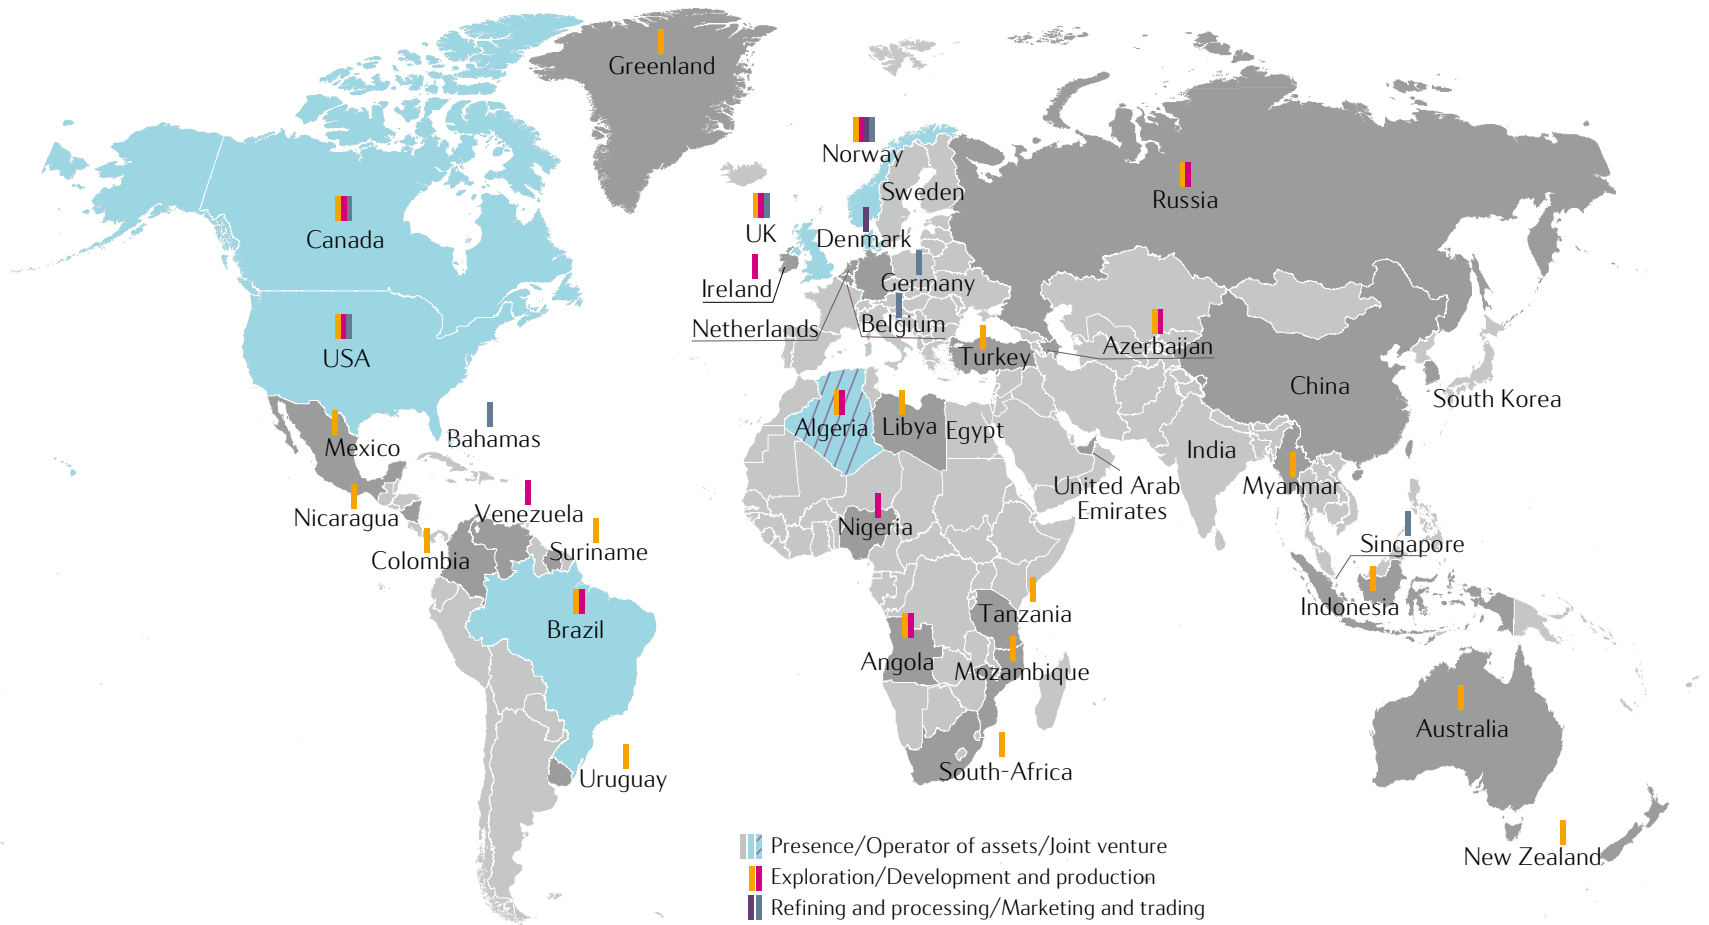 Greenland
Norway
Sweden
Russia
Canada
UK
Denmark
Ireland
Germany
Netherlands
Belgium
USA
Turkey
Azerbaijan
China
South Korea
Mexico
Bahamas
Algeria
Libya
Egypt
India
Myanmar
United Arab
Emirates
Nicaragua
Venezuela
Nigeria
Colombia
Suriname
Singapore
Indonesia
Tanzania
Brazil
Angola
Mozambique
Australia
Uruguay
South-Africa
Presence/Operator of assets/Joint venture
New Zealand
Exploration/Development and production
Refining and processing/Marketing and trading